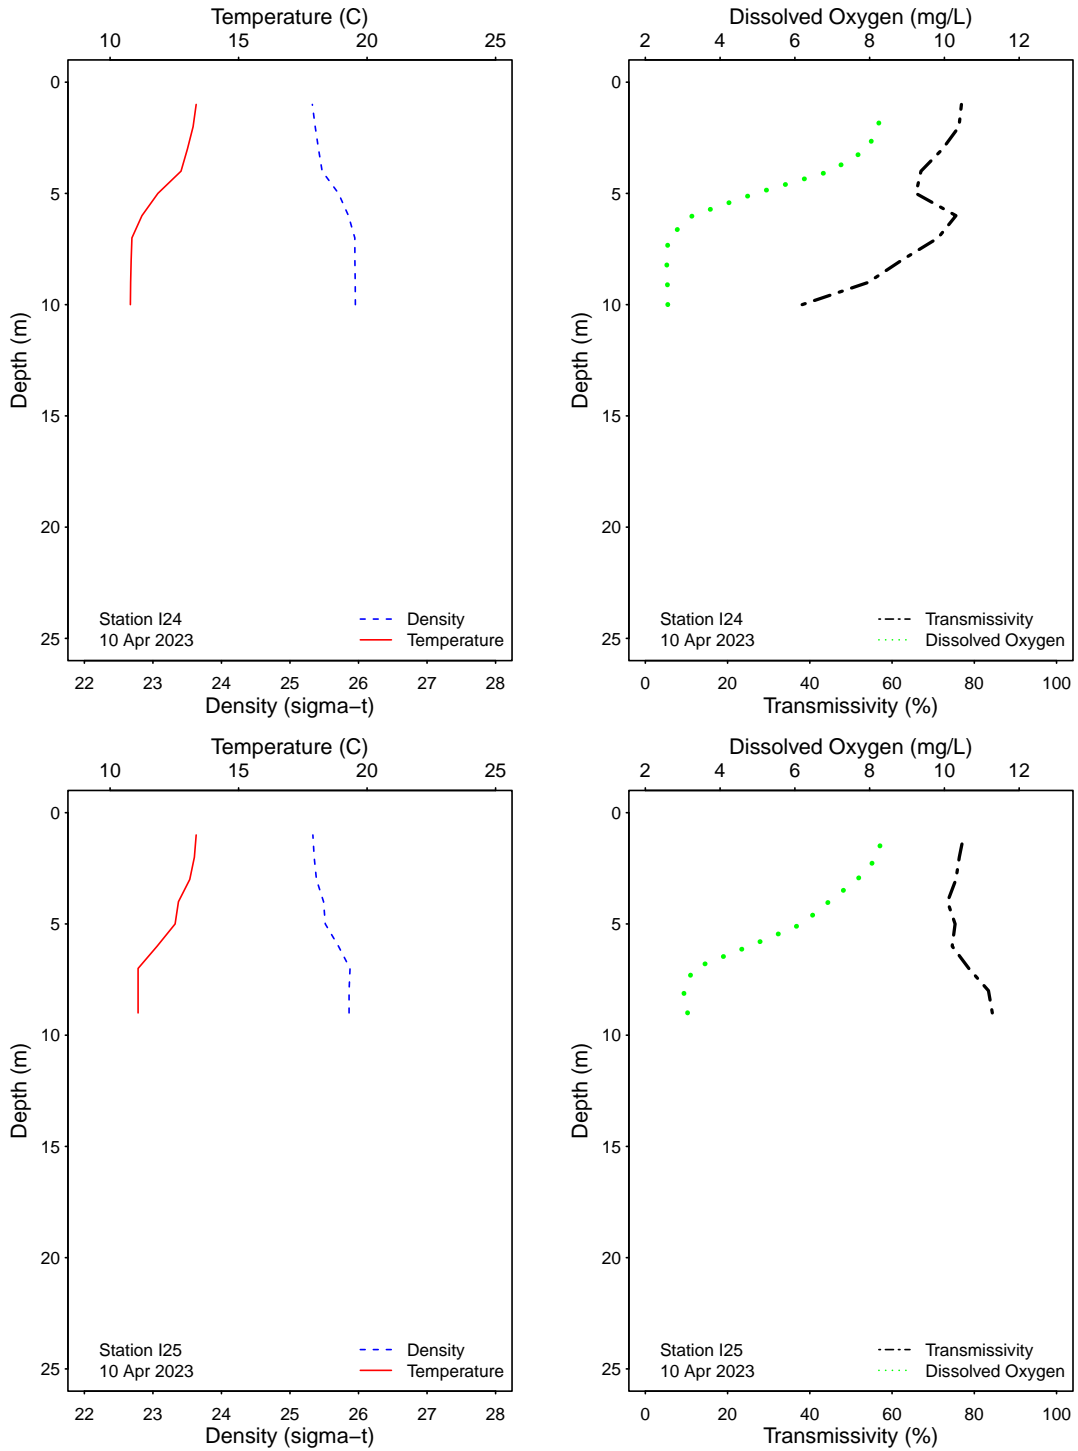 Temperature (C)
10 15 20 25
0
5
10
15
20
25
Depth (m)
Station I24
10 Apr 2023
Density
Temperature
22 23 24 25 26 27 28
Density (sigma−t)
Dissolved Oxygen (mg/L)
2 4 6 8 10 12
0
5
10
15
20
25
Depth (m)
Station I24
10 Apr 2023
Transmissivity
Dissolved Oxygen
0 20 40 60 80 100
Transmissivity (%)
Temperature (C)
10 15 20 25
0
5
10
15
20
25
Depth (m)
Station I25
10 Apr 2023
Density
Temperature
22 23 24 25 26 27 28
Density (sigma−t)
Dissolved Oxygen (mg/L)
2 4 6 8 10 12
0
5
10
15
20
25
Depth (m)
Station I25
10 Apr 2023
Transmissivity
Dissolved Oxygen
0 20 40 60 80 100
Transmissivity (%)